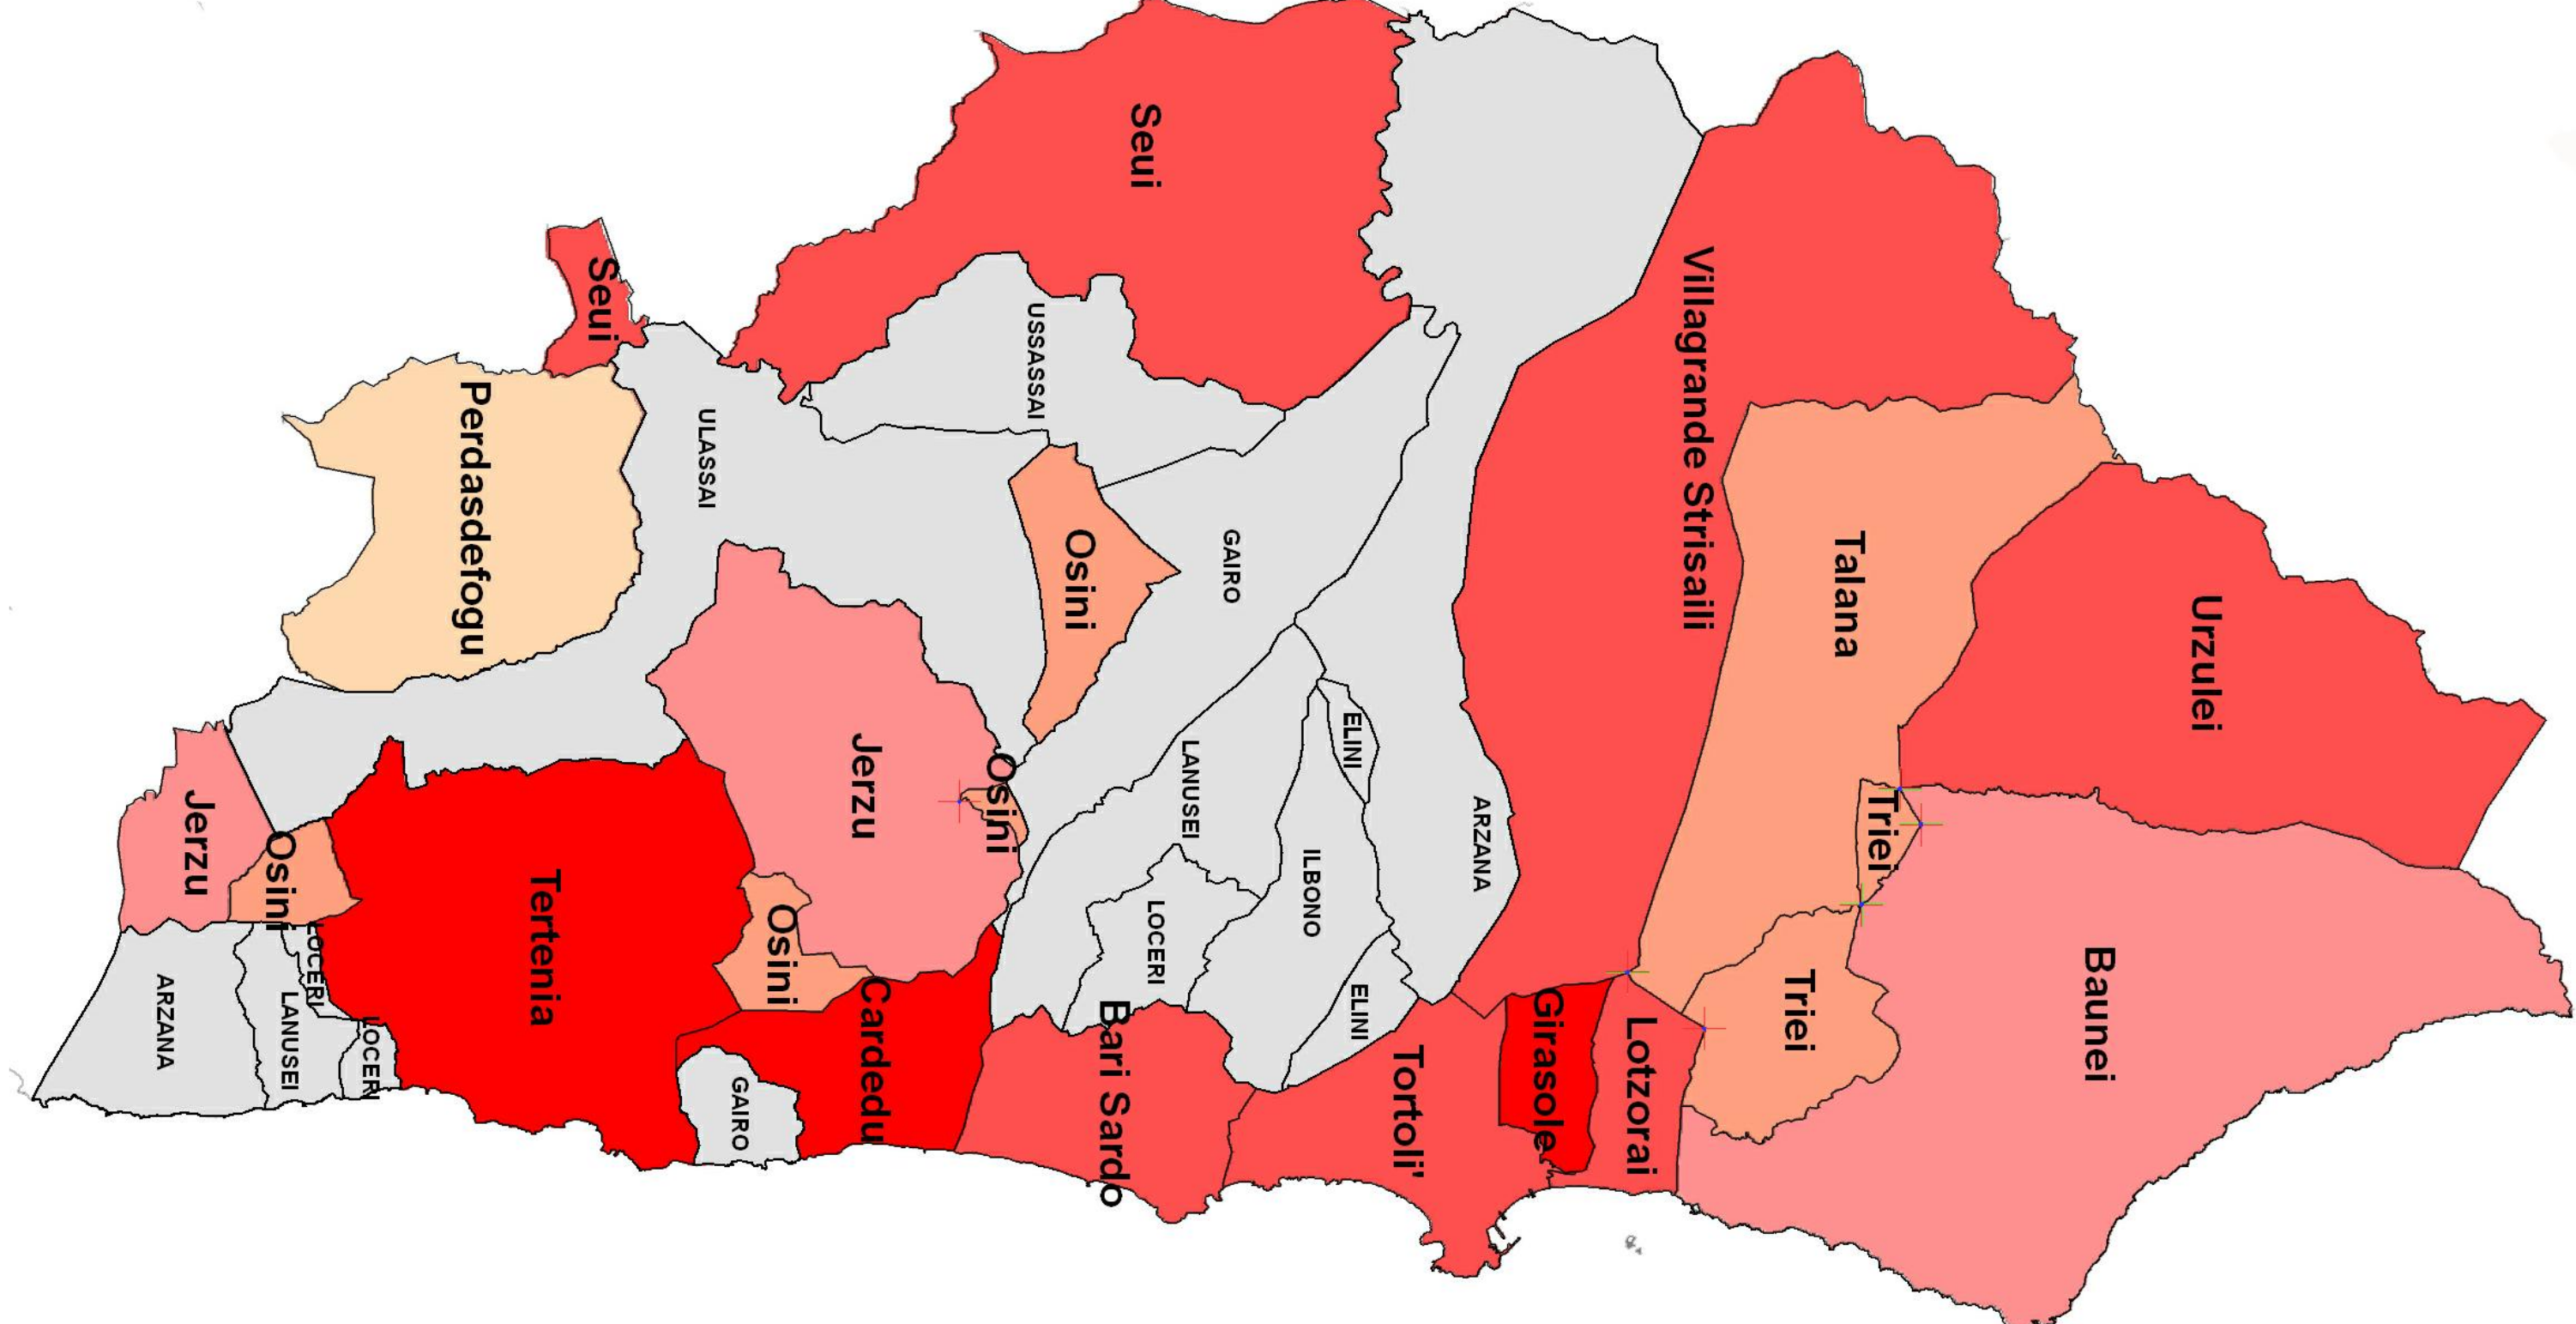 Urzulei
Baunei
Triei
Talana
Triei
Villagrande Strisaili
Lotzorai
Girasole
ARZANA
Tortoli'
ELINI
ELINI
ILBONO
GAIRO
LANUSEI
LOCERI
Seui
Bari Sardo
Osini
USSASSAI
Osini
Cardedu
Jerzu
Osini
GAIRO
ULASSAI
Seui
Tertenia
Perdasdefogu
LOCERI
LOCERI
LANUSEI
Osini
Jerzu
ARZANA